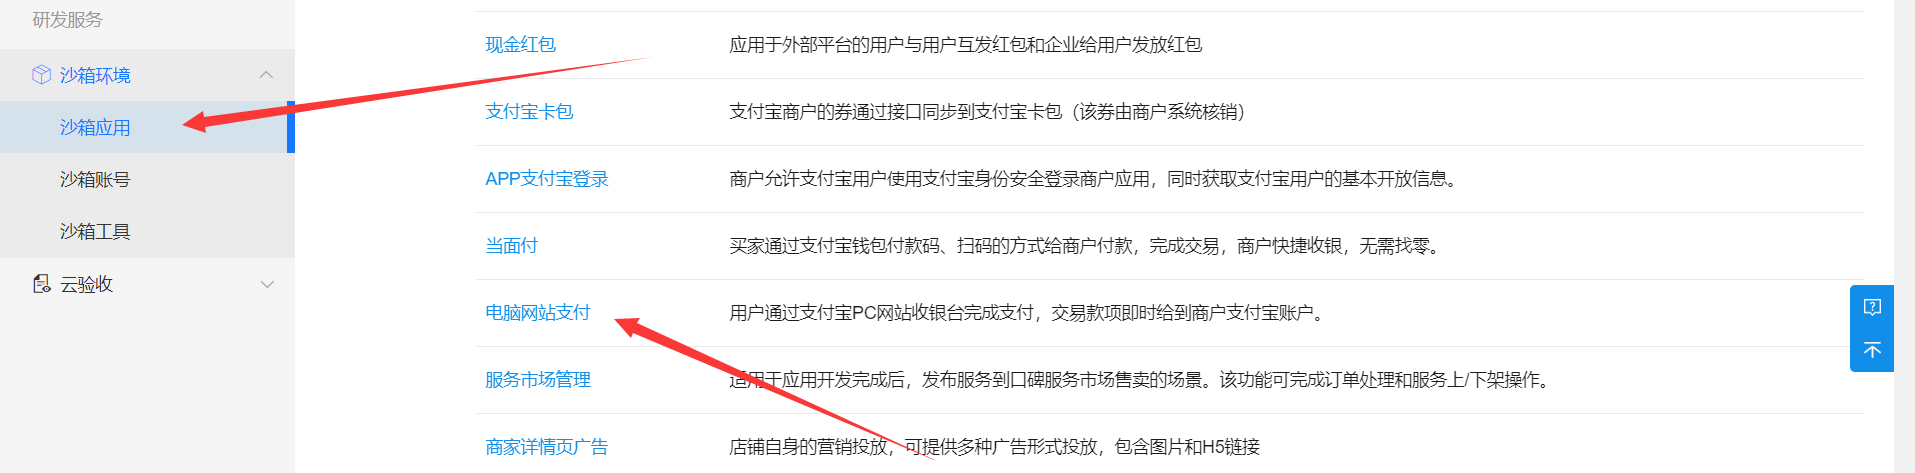 研发服务
沙箱环境
沙箱应用
沙箱账号
沙箱工具
云验收
现金红包 应用于外部平台的用户与用户互发红包和企业给用户发放红包
支付宝卡包 支付宝商户的券通过接口同步到支付宝卡包（该券由商户系统核销）
APP支付宝登录 商户允许支付宝用户使用支付宝身份安全登录商户应用，同时获取支付宝用户的基本开放信息。
当面付 买家通过支付宝钱包付款码、扫码的方式给商户付款，完成交易，商户快捷收银，无需找零。
电脑网站支付 用户通过支付宝PC网站收银台完成支付，交易款项即时给到商户支付宝账户。
服务市场管理 适用于应用开发完成后，发布服务到口碑服务市场售卖的场景。该功能可完成订单处理和服务上/下架操作。
商家详情页广告 店铺自身的营销投放，可提供多种广告形式投放，包含图片和H5链接